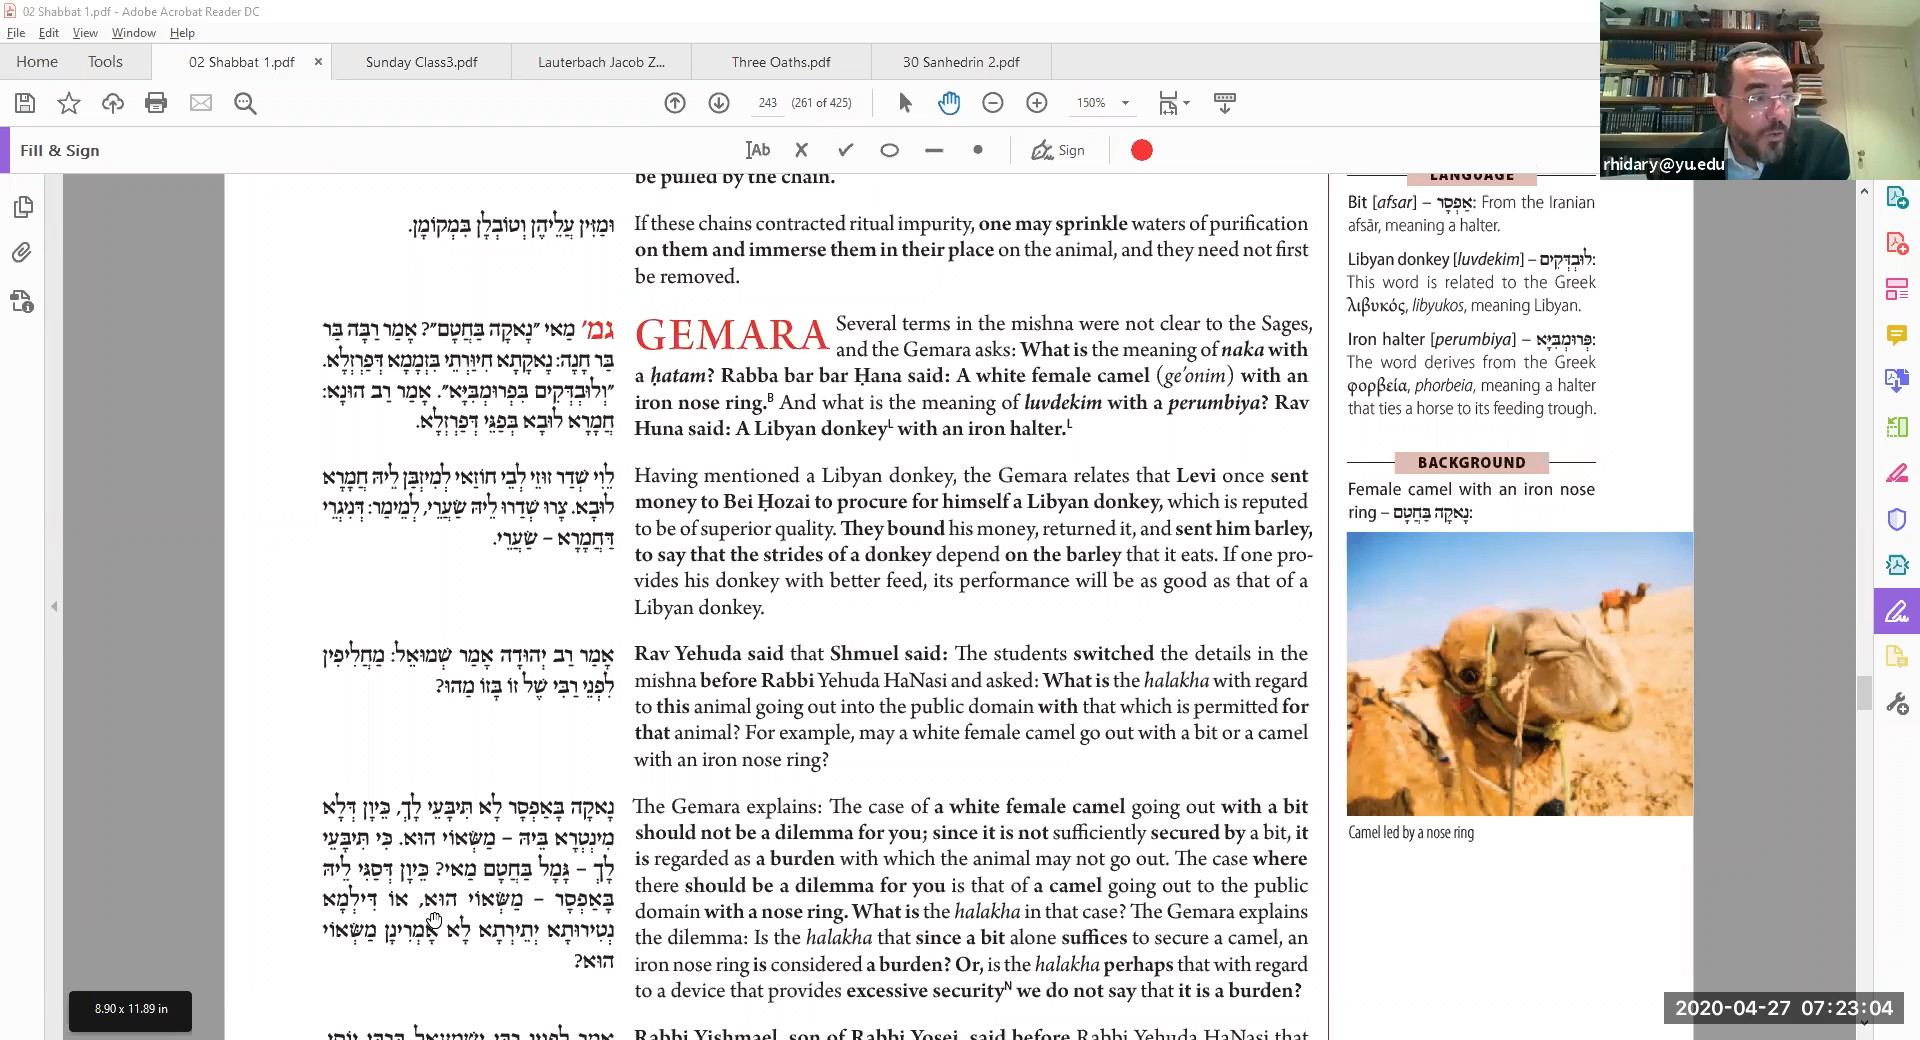 02 Shabbat 1.pdf - Adobe Acrobat Reader DC
File Edit View Window Help
Home Tools 02 Shabbat 1.pdf × Sunday Class3.pdf Lauterbach Jacob Z... Three Oaths.pdf 30 Sanhedrin 2.pdf
243 (261 of 425) 150%
Fill & Sign
Sign
rhidary@yu.edu
be pulled by the chain.
וּמַזִּין עֲלֵיהֶן וְטוֹבְלָן בִּמְקוֹמָן.
If these chains contracted ritual impurity, one may sprinkle waters of purification
on them and immerse them in their place on the animal, and they need not first
be removed.
גמ׳ מַאי ״נָאקָה בַּחֲטָם״? אָמַר רַבָּה בַּר
בַּר חָנָה: נָאקְתָא חִיוַּרְתִּי בִּזְמָמָא דְּפַרְזְלָא.
״וְלוּבְדְּקִים בִּפְרוּמְבִּיָּא״. אָמַר רַב הוּנָא:
חֲמָרָא לוּבָא בְּפַגֵּי דְּפַרְזְלָא.
GEMARA Several terms in the mishna were not clear to the Sages,
and the Gemara asks: What is the meaning of naka with
a ḥatam? Rabba bar bar Ḥana said: A white female camel (ge'onim) with an
iron nose ring.B And what is the meaning of luvdekim with a perumbiya? Rav
Huna said: A Libyan donkeyL with an iron halter.L
לֵוִי שַׁדַּר זוּזֵי לְבֵי חוֹזָאֵי לְמִיזְבַּן לֵיהּ חֲמָרָא
לוּבָא. צָרוּ שַׁדַּרוּ לֵיהּ שַׂעֲרֵי, לְמֵימַר: דְּנִיגְרֵי
דַּחֲמָרָא – שַׂעֲרֵי.
Having mentioned a Libyan donkey, the Gemara relates that Levi once sent
money to Bei Ḥozai to procure for himself a Libyan donkey, which is reputed
to be of superior quality. They bound his money, returned it, and sent him barley,
to say that the strides of a donkey depend on the barley that it eats. If one pro-
vides his donkey with better feed, its performance will be as good as that of a
Libyan donkey.
אָמַר רַב יְהוּדָה אָמַר שְׁמוּאֵל: מַחֲלִיפִין
לִפְנֵי רַבִּי שֶׁל זוֹ בָּזוֹ מַהוּ?
Rav Yehuda said that Shmuel said: The students switched the details in the
mishna before Rabbi Yehuda HaNasi and asked: What is the halakha with regard
to this animal going out into the public domain with that which is permitted for
that animal? For example, may a white female camel go out with a bit or a camel
with an iron nose ring?
נָאקָה בְּאַפְסָר לָא תִּיבָּעֵי לָךְ, כֵּיוָן דְּלָא
מִינַּטְרָא בֵּיהּ – מַשְּׂאוֹי הוּא. כִּי תִּיבָּעֵי
לָךְ – גָּמָל בַּחֲטָם מַאי? כֵּיוָן דְּסַגִּי לֵיהּ
בְּאַפְסָר – מַשְּׂאוֹי הוּא, אוֹ דִּילְמָא
נְטִירוּתָא יְתֵירְתָא לָא אָמְרִינַן מַשְּׂאוֹי
הוּא?
The Gemara explains: The case of a white female camel going out with a bit
should not be a dilemma for you; since it is not sufficiently secured by a bit, it
is regarded as a burden with which the animal may not go out. The case where
there should be a dilemma for you is that of a camel going out to the public
domain with a nose ring. What is the halakha in that case? The Gemara explains
the dilemma: Is the halakha that since a bit alone suffices to secure a camel, an
iron nose ring is considered a burden? Or, is the halakha perhaps that with regard
to a device that provides excessive securityN we do not say that it is a burden?
Rabbi Yishmael, son of Rabbi Yosei, said before Rabbi Yehuda HaNasi that
LANGUAGE
Bit [afsar] – אַפְסָר: From the Iranian
afsār, meaning a halter.
Libyan donkey [luvdekim] – לוּבְדְּקִים:
This word is related to the Greek
λιβυκός, libyukos, meaning Libyan.
Iron halter [perumbiya] – פְּרוּמְבִּיָּא:
The word derives from the Greek
φορβεία, phorbeia, meaning a halter
that ties a horse to its feeding trough.
BACKGROUND
Female camel with an iron nose
ring – נָאקָה בַּחֲטָם:
Camel led by a nose ring
8.90 x 11.89 in
2020-04-27 07:23:04